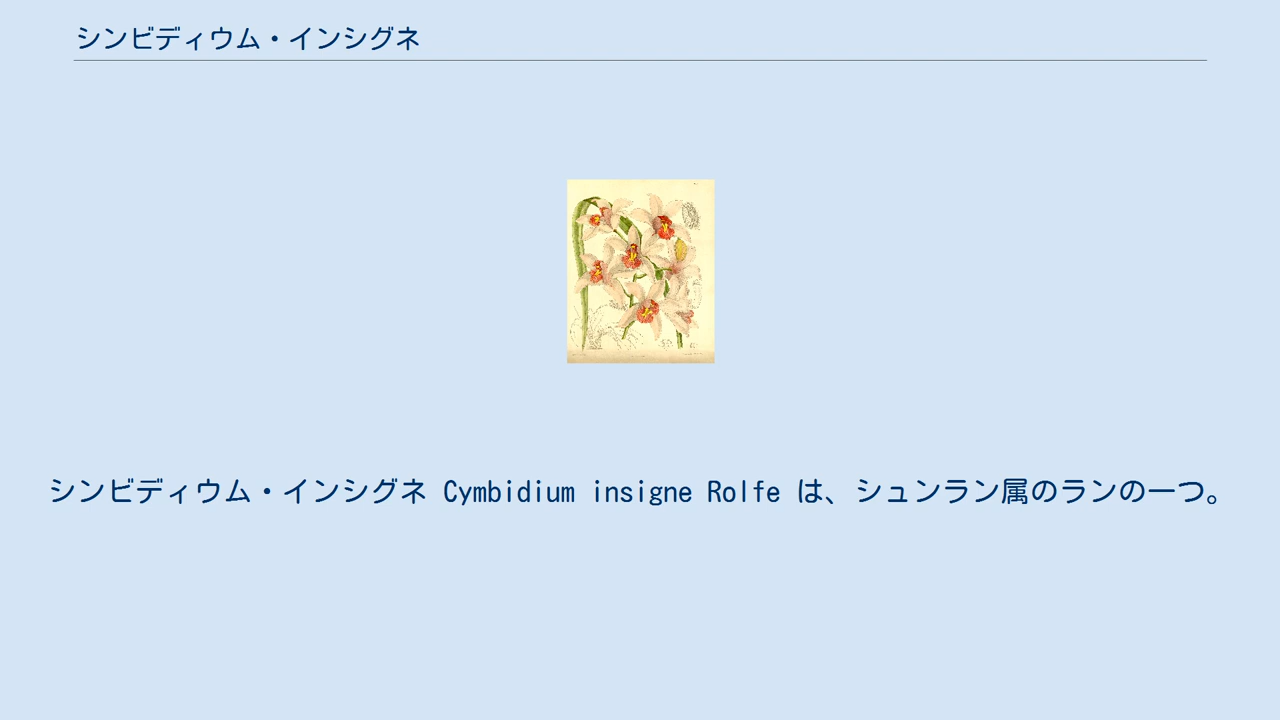 シンビディウム・インシグネ
シンビディウム・インシグネ Cymbidium insigne Rolfe は、シュンラン属のランの一つ。